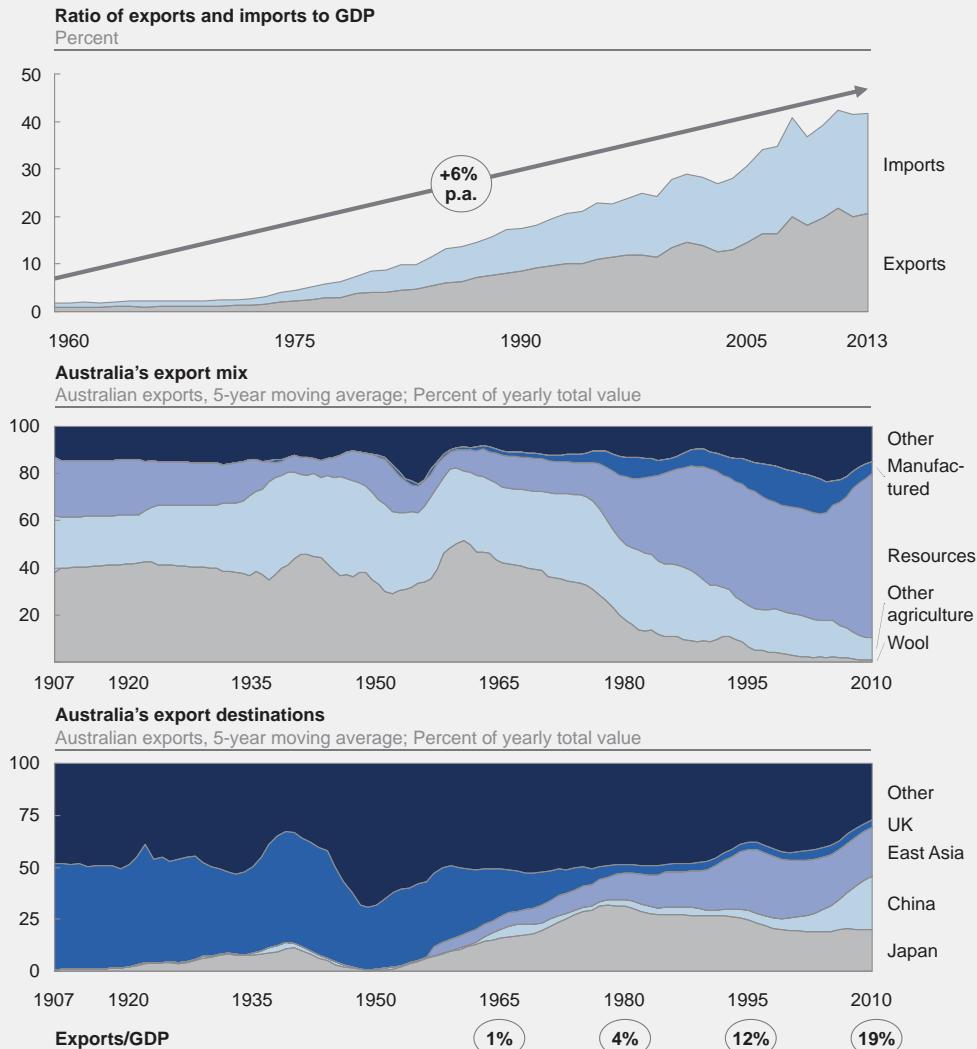 Ratio of exports and imports to GDP
Percent
50
40
30
20
10
0
+6%
p.a.
Imports
Exports
1960 1975 1990 2005 2013
Australia’s export mix
Australian exports, 5-year moving average; Percent of yearly total value
100
80
60
40
20
Other
Manufac-
tured
Resources
Other
agriculture
Wool
1907 1920 1935 1950 1965 1980 1995 2010
Australia’s export destinations
Australian exports, 5-year moving average; Percent of yearly total value
100
75
50
25
0
Other
UK
East Asia
China
Japan
1907 1920 1935 1950 1965 1980 1995 2010
Exports/GDP 1% 4% 12% 19%